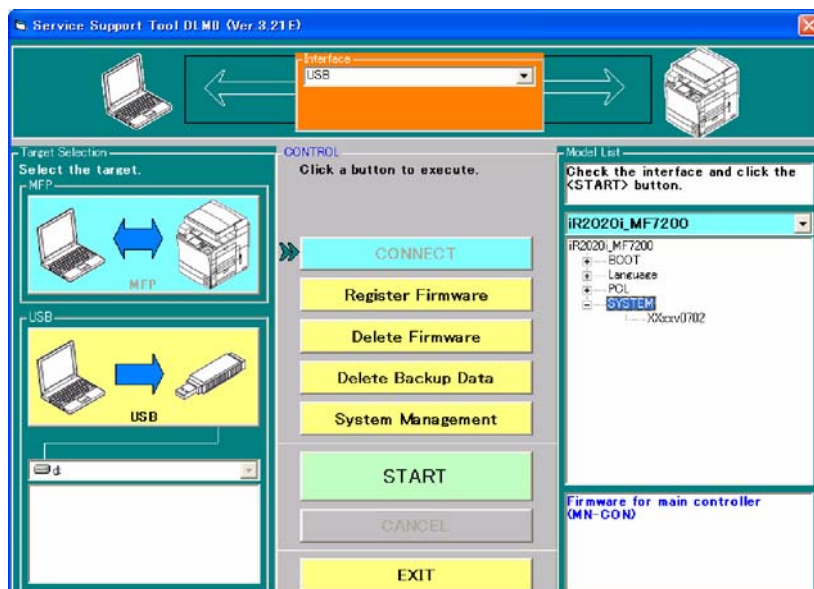 Service Support Tool DLM0 (Ver.3.21E)
Interface
USB
Target Selection
Select the target.
MFP
MFP
USB
USB
d:
CONTROL
Click a button to execute.
CONNECT
Register Firmware
Delete Firmware
Delete Backup Data
System Management
START
CANCEL
EXIT
Model List
Check the interface and click the
<START> button.
iR2020i_MF7200
iR2020i_MF7200
BOOT
Language
PCL
SYSTEM
XXxxv0702
Firmware for main controller
(MN-CON)